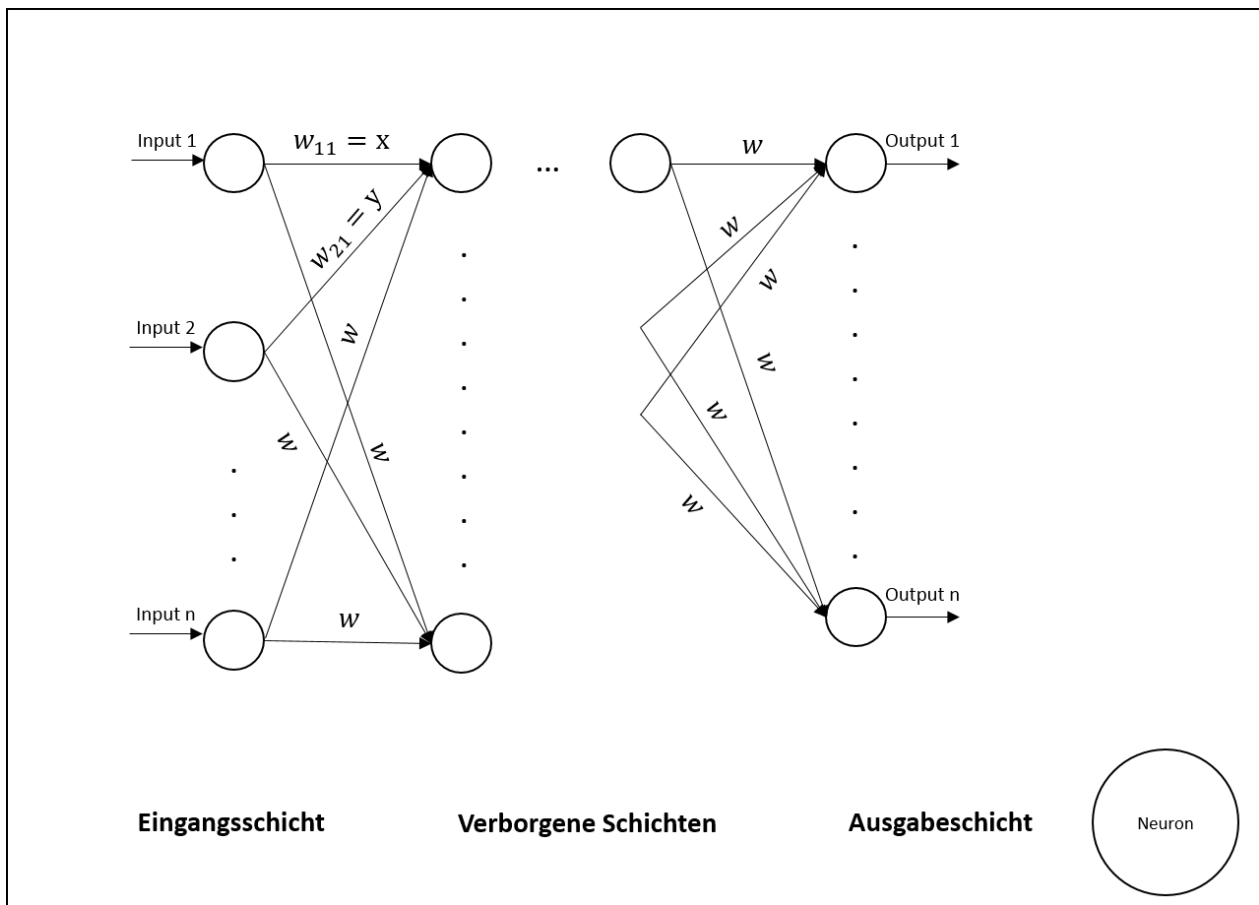 Input 1
w₁₁ = x
...
w
Output 1
w₂₁ = y
w
w
Input 2
w
w
w
w
w
w
Input n
w
Output n
Eingangsschicht
Verborgene Schichten
Ausgabeschicht
Neuron